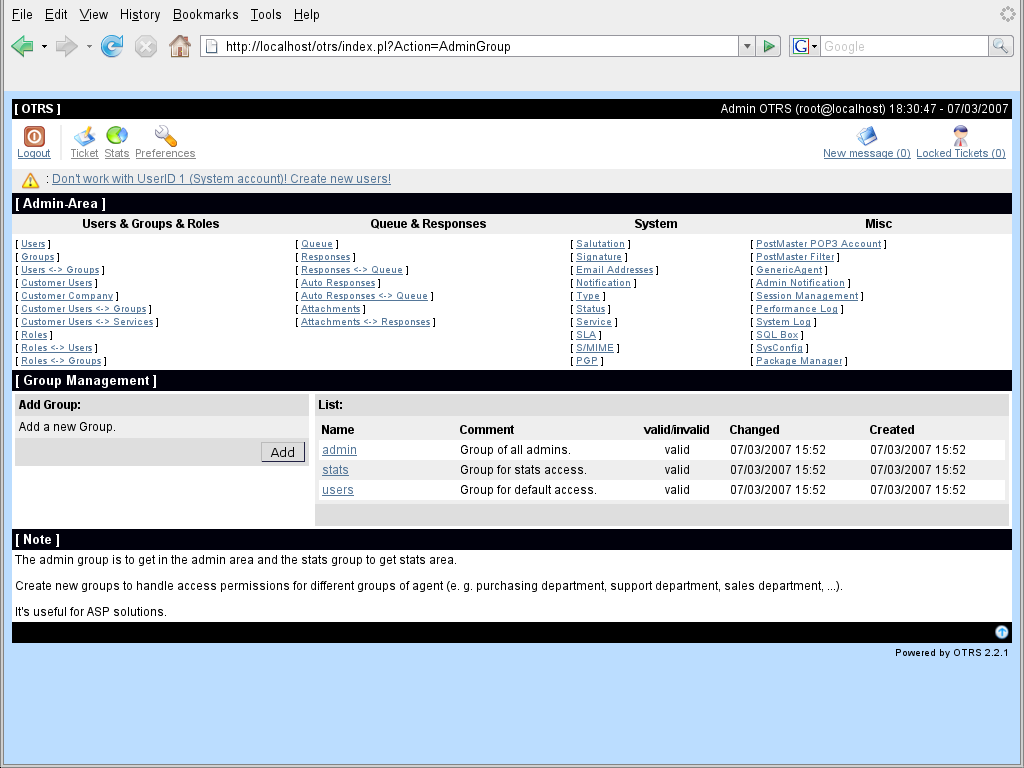 File Edit View History Bookmarks Tools Help
http://localhost/otrs/index.pl?Action=AdminGroup
G Google
[ OTRS ] Admin OTRS (root@localhost) 18:30:47 - 07/03/2007
Logout Ticket Stats Preferences New message (0) Locked Tickets (0)
: Don't work with UserID 1 (System account)! Create new users!
[ Admin-Area ]
Users & Groups & Roles Queue & Responses System Misc
[ Users ] [ Queue ] [ Salutation ] [ PostMaster POP3 Account ]
[ Groups ] [ Responses ] [ Signature ] [ PostMaster Filter ]
[ Users <-> Groups ] [ Responses <-> Queue ] [ Email Addresses ] [ GenericAgent ]
[ Customer Users ] [ Auto Responses ] [ Notification ] [ Admin Notification ]
[ Customer Company ] [ Auto Responses <-> Queue ] [ Type ] [ Session Management ]
[ Customer Users <-> Groups ] [ Attachments ] [ Status ] [ Performance Log ]
[ Customer Users <-> Services ] [ Attachments <-> Responses ] [ Service ] [ System Log ]
[ Roles ] [ SLA ] [ SQL Box ]
[ Roles <-> Users ] [ S/MIME ] [ SysConfig ]
[ Roles <-> Groups ] [ PGP ] [ Package Manager ]
[ Group Management ]
Add Group: List:
Add a new Group. Name Comment valid/invalid Changed Created
Add admin Group of all admins. valid 07/03/2007 15:52 07/03/2007 15:52
stats Group for stats access. valid 07/03/2007 15:52 07/03/2007 15:52
users Group for default access. valid 07/03/2007 15:52 07/03/2007 15:52
[ Note ]
The admin group is to get in the admin area and the stats group to get stats area.
Create new groups to handle access permissions for different groups of agent (e. g. purchasing department, support department, sales department, ...).
It's useful for ASP solutions.
Powered by OTRS 2.2.1